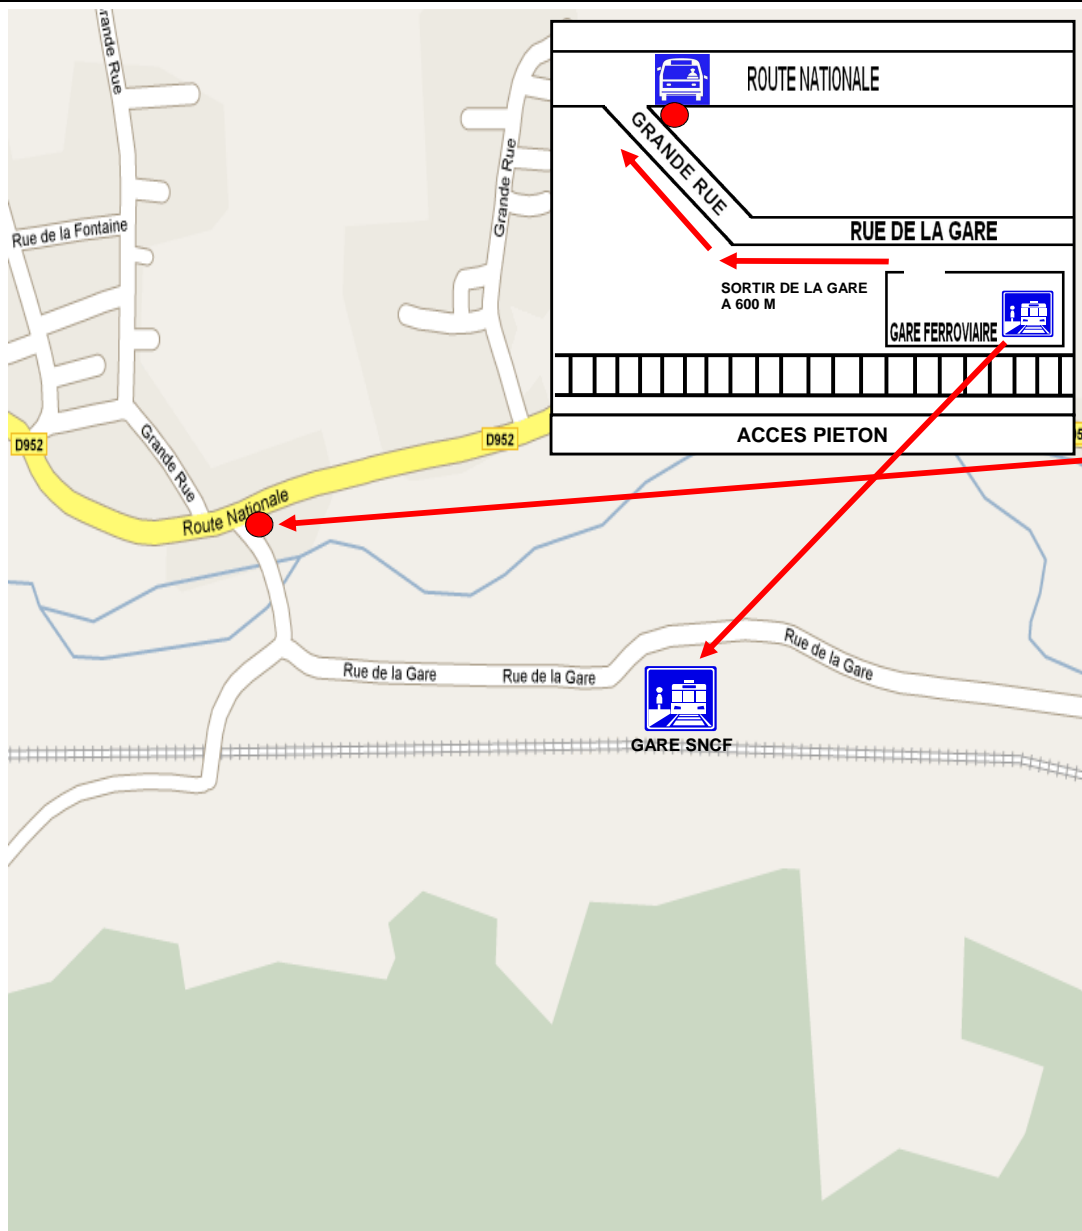 Grande Rue
Grande Rue
ROUTE NATIONALE
GRANDE RUE
RUE DE LA GARE
SORTIR DE LA GARE
A 600 M
GARE FERROVIAIRE
ACCES PIETON
Rue de la Fontaine
D952
D952
Grande Rue
Route Nationale
Rue de la Gare
Rue de la Gare
Rue de la Gare
GARE SNCF